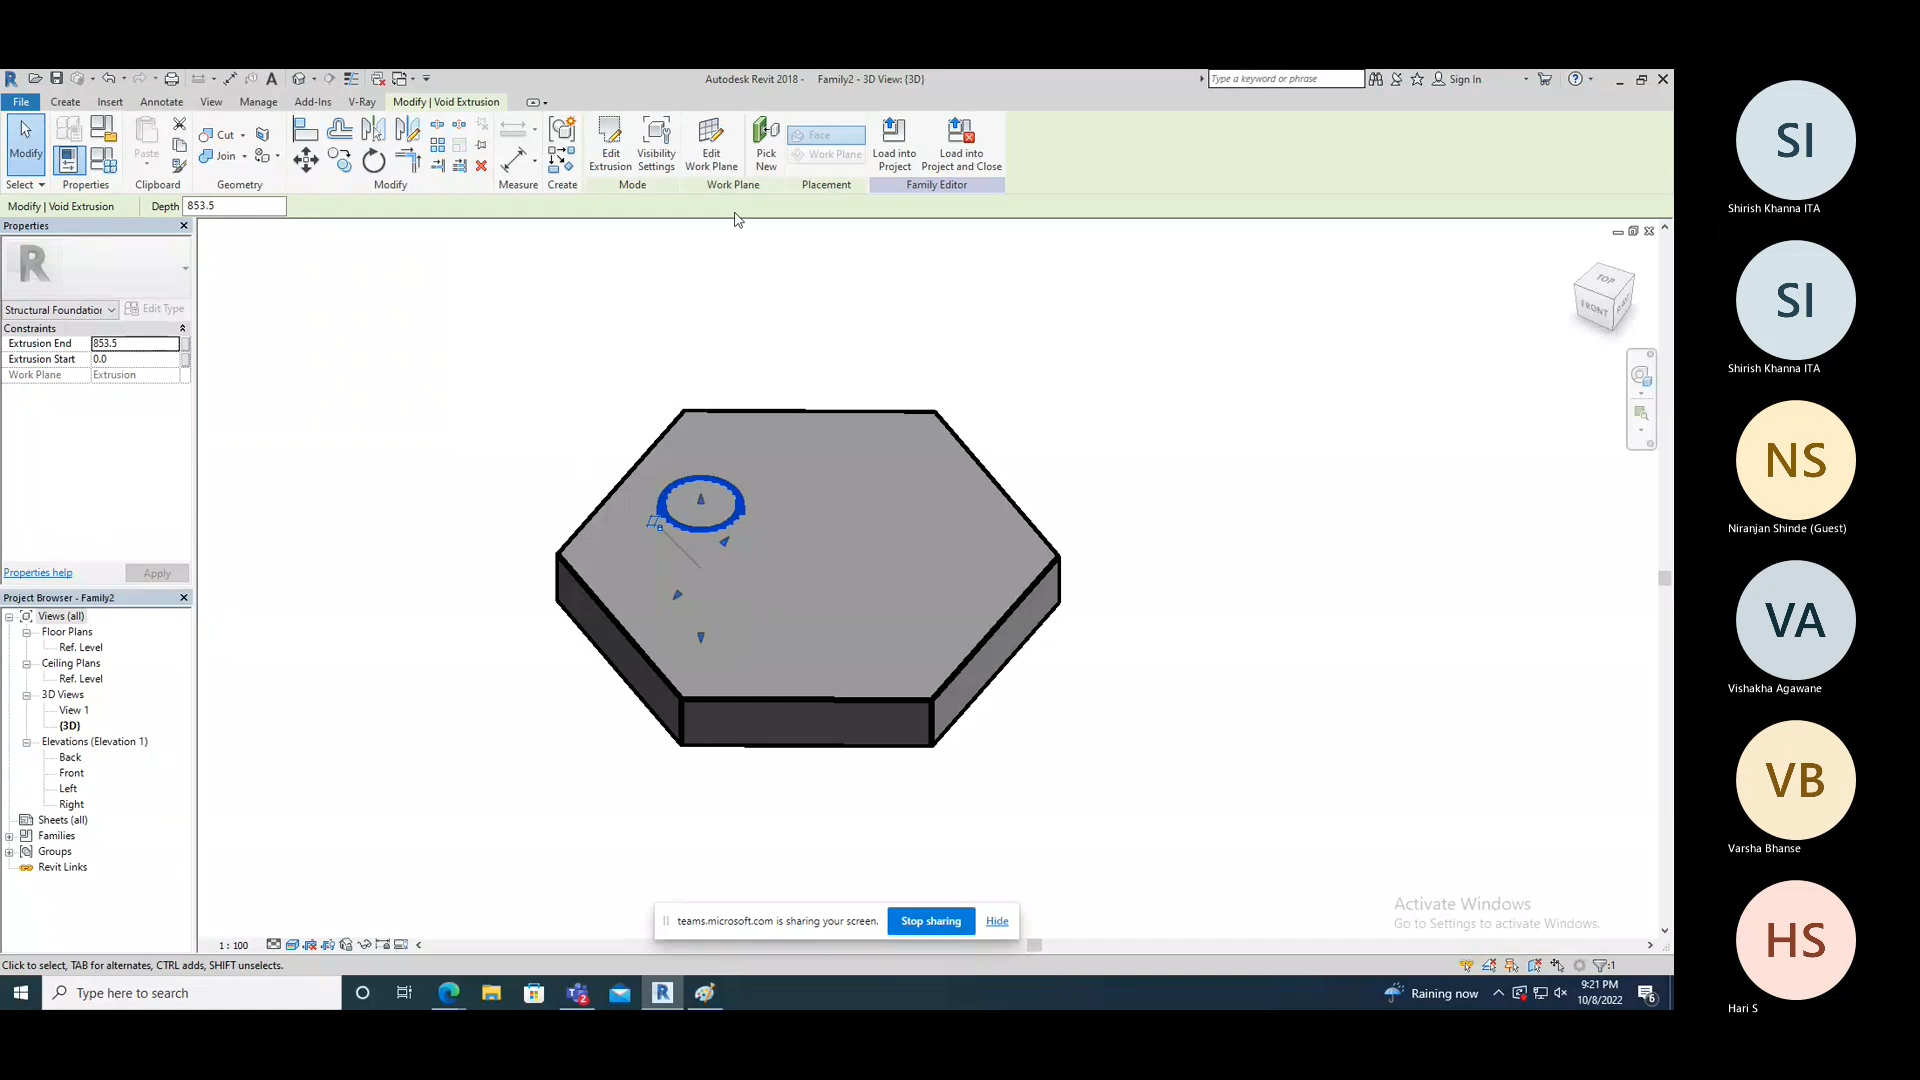 Autodesk Revit 2018 - Family2 - 3D View: {3D}
Type a keyword or phrase
Sign In
File Create Insert Annotate View Manage Add-Ins V-Ray Modify | Void Extrusion
Modify
Paste
Cut
Join
Edit Extrusion
Visibility Settings
Edit Work Plane
Pick New
Face
Work Plane
Load into Project
Load into Project and Close
Select Properties Clipboard Geometry Modify Measure Create Mode Work Plane Placement Family Editor
Modify | Void Extrusion Depth 853.5
Properties
R
Structural Foundation
Edit Type
Constraints
Extrusion End 853.5
Extrusion Start 0.0
Work Plane Extrusion
Properties help
Apply
Project Browser - Family2
Views (all)
Floor Plans
Ref. Level
Ceiling Plans
Ref. Level
3D Views
View 1
{3D}
Elevations (Elevation 1)
Back
Front
Left
Right
Sheets (all)
Families
Groups
Revit Links
TOP
FRONT
Activate Windows
Go to Settings to activate Windows.
teams.microsoft.com is sharing your screen.
Stop sharing
Hide
1 : 100
Click to select, TAB for alternates, CTRL adds, SHIFT unselects.
:1
Type here to search
2
R
Raining now
9:21 PM
10/8/2022
6
SI
Shirish Khanna ITA
SI
Shirish Khanna ITA
NS
Niranjan Shinde (Guest)
VA
Vishakha Agawane
VB
Varsha Bhanse
HS
Hari S